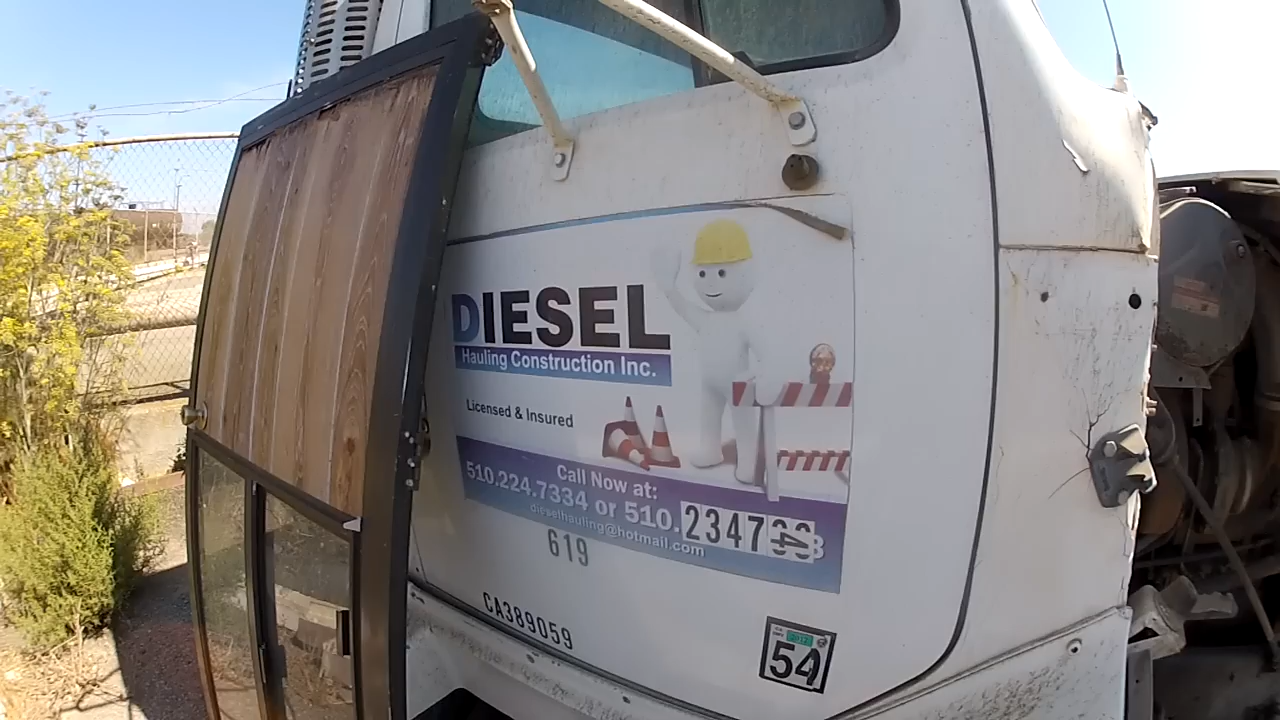 DIESEL
Hauling Construction Inc.
Licensed & Insured
Call Now at:
510.224.7334 or 510.2347
dieselhauling@hotmail.com
619
CA389059
54